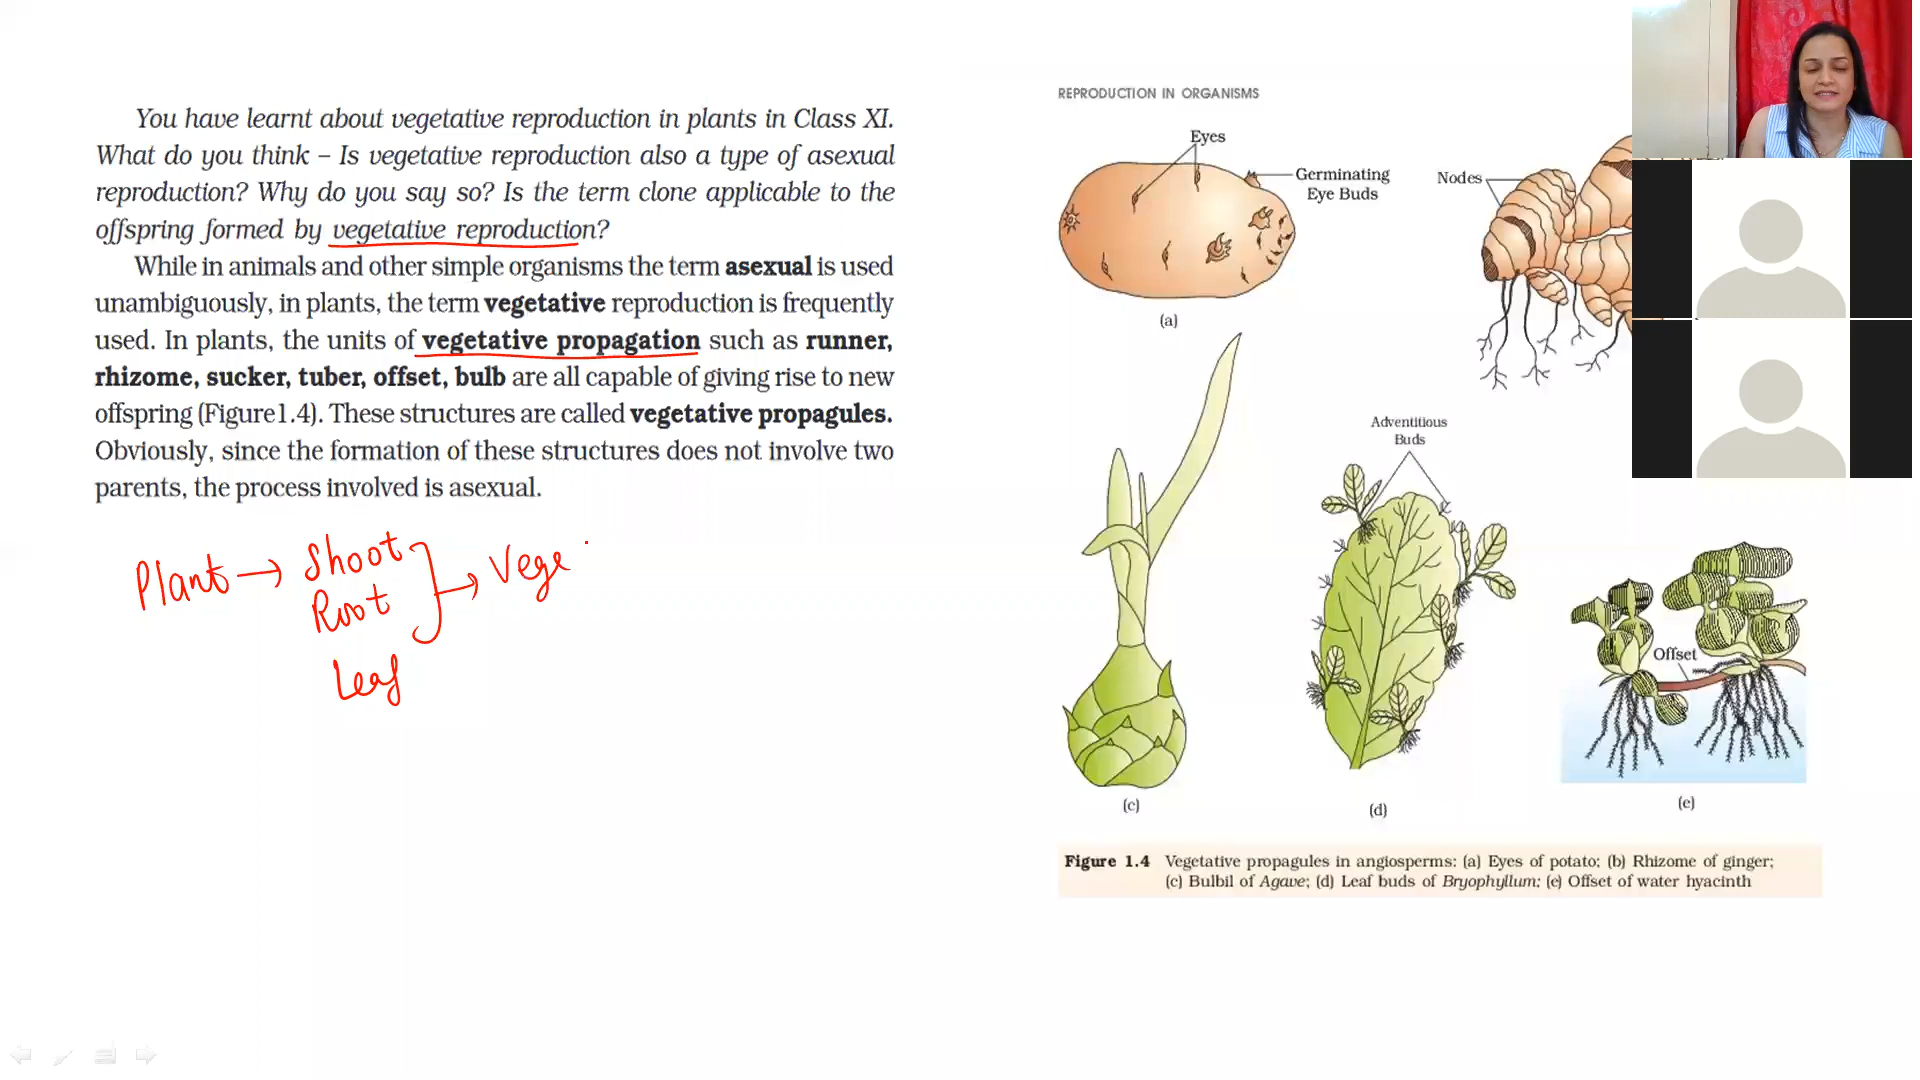 You have learnt about vegetative reproduction in plants in Class XI.
What do you think – Is vegetative reproduction also a type of asexual
reproduction? Why do you say so? Is the term clone applicable to the
offspring formed by vegetative reproduction?
While in animals and other simple organisms the term asexual is used
unambiguously, in plants, the term vegetative reproduction is frequently
used. In plants, the units of vegetative propagation such as runner,
rhizome, sucker, tuber, offset, bulb are all capable of giving rise to new
offspring (Figure1.4). These structures are called vegetative propagules.
Obviously, since the formation of these structures does not involve two
parents, the process involved is asexual.
Plant → Shoot → Vege
Root
Leaf
REPRODUCTION IN ORGANISMS
Eyes
Germinating
Eye Buds
Nodes
(a)
Adventitious
Buds
Offset
(c)
(d)
(e)
Figure 1.4 Vegetative propagules in angiosperms: (a) Eyes of potato; (b) Rhizome of ginger;
(c) Bulbil of Agave; (d) Leaf buds of Bryophyllum; (e) Offset of water hyacinth